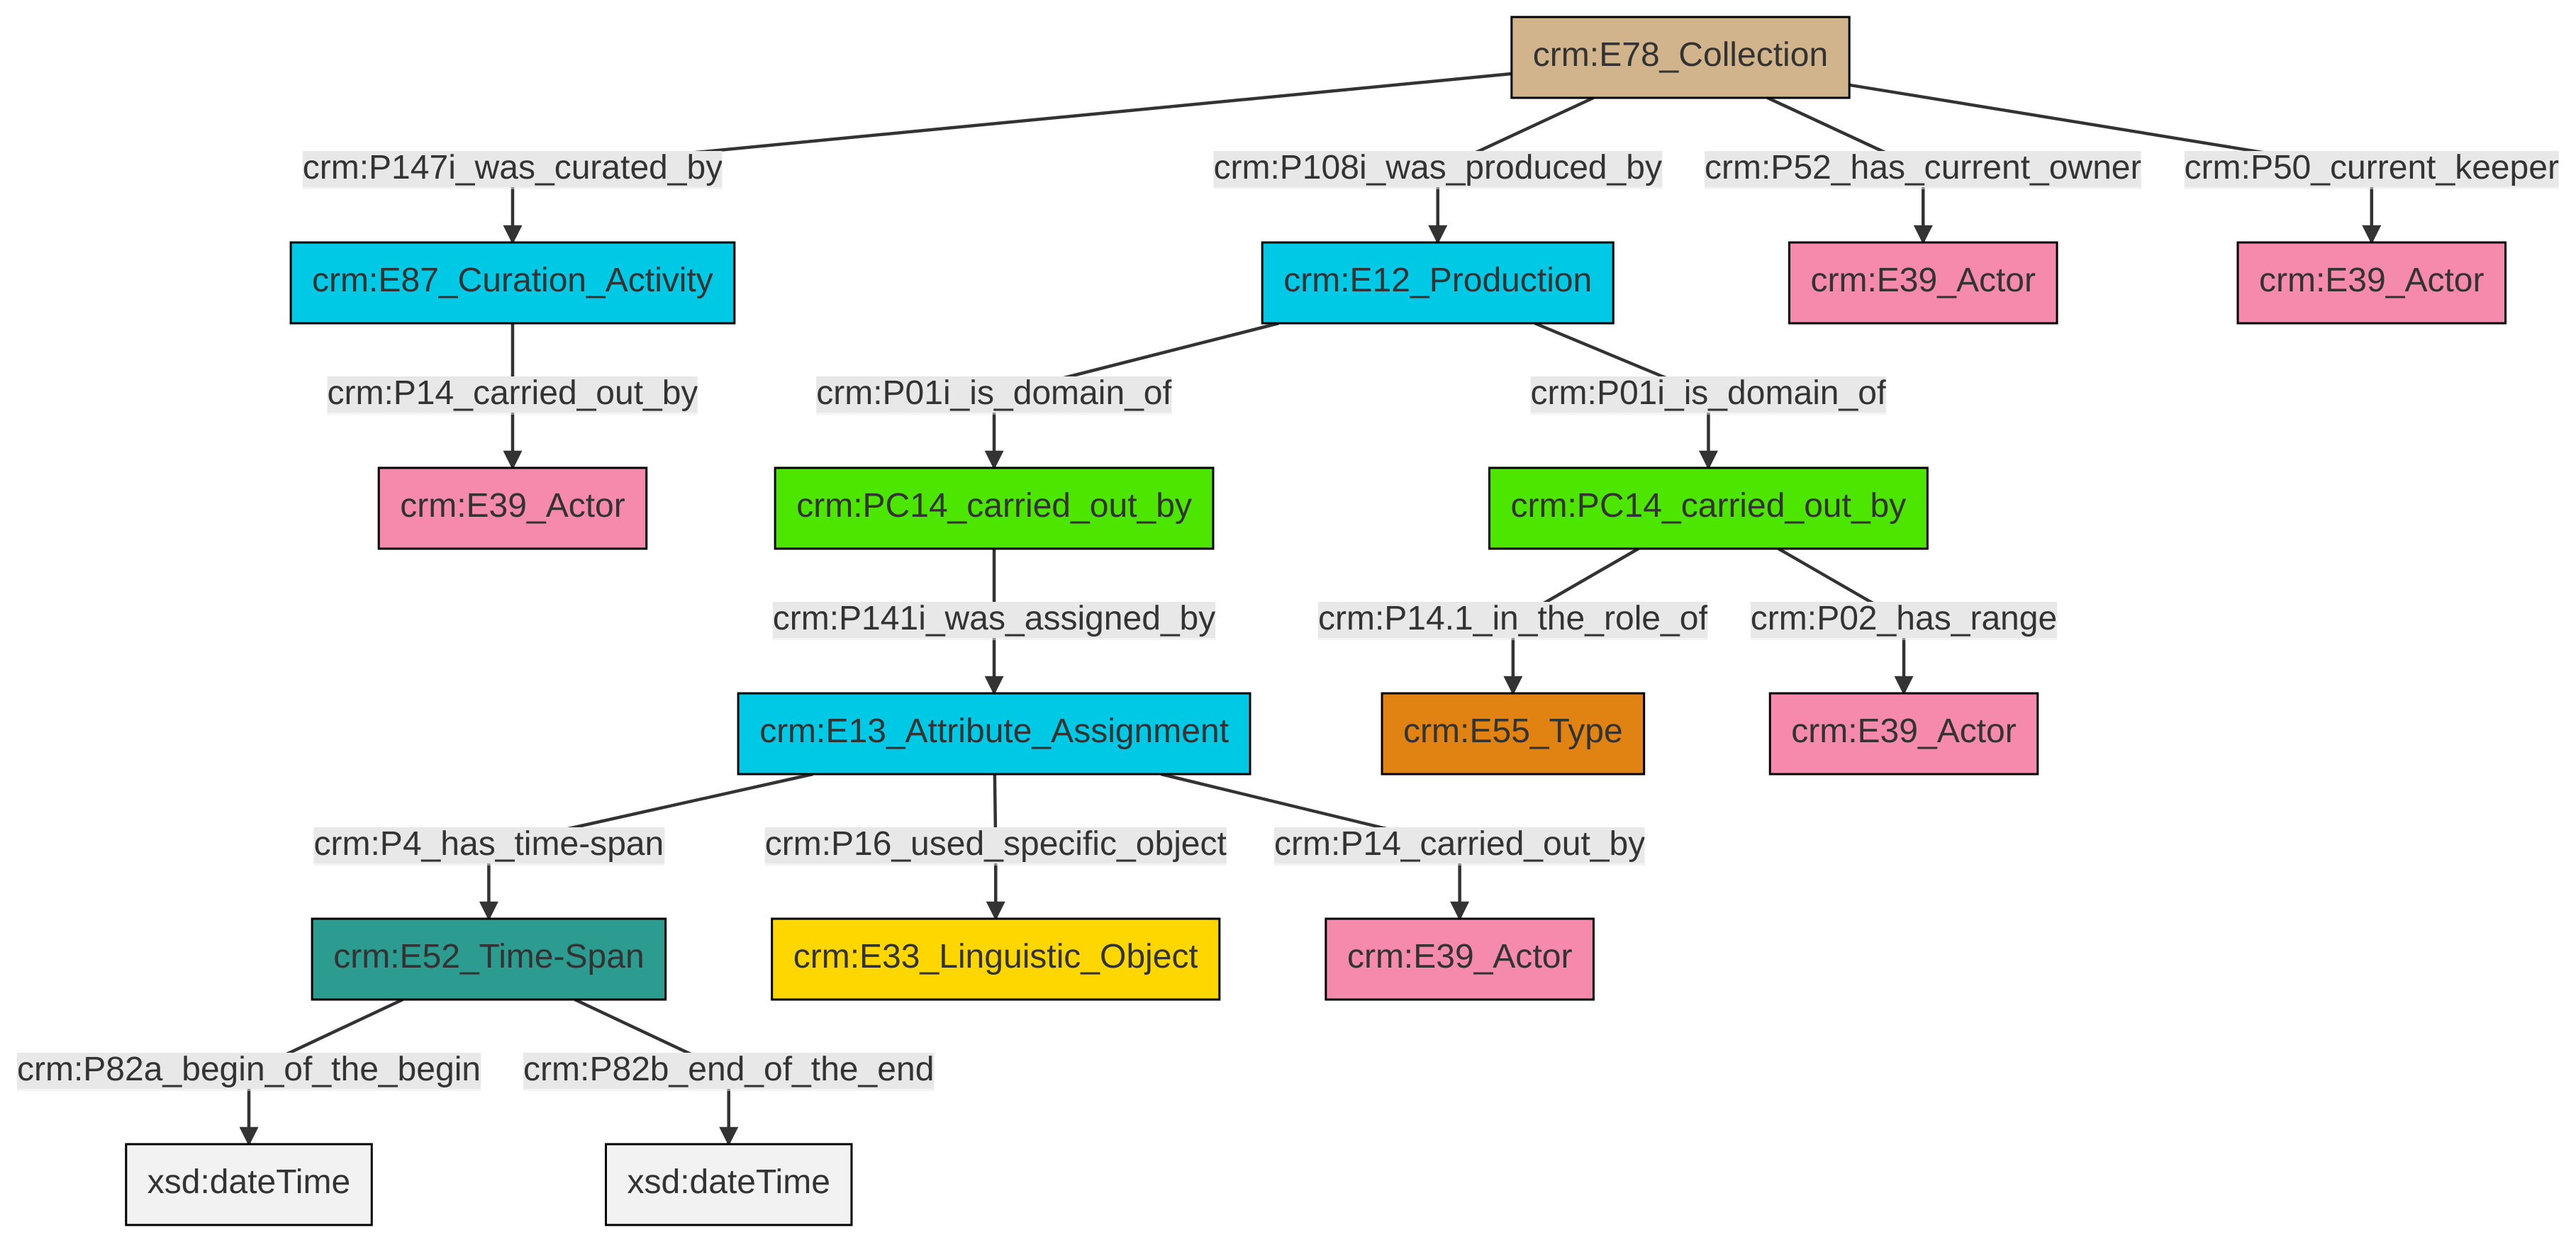 crm:E78_Collection
crm:P147i_was_curated_by
crm:P108i_was_produced_by
crm:P52_has_current_owner
crm:P50_current_keeper
crm:E87_Curation_Activity
crm:E12_Production
crm:E39_Actor
crm:E39_Actor
crm:P14_carried_out_by
crm:P01i_is_domain_of
crm:P01i_is_domain_of
crm:E39_Actor
crm:PC14_carried_out_by
crm:PC14_carried_out_by
crm:P141i_was_assigned_by
crm:P14.1_in_the_role_of
crm:P02_has_range
crm:E13_Attribute_Assignment
crm:E55_Type
crm:E39_Actor
crm:P4_has_time-span
crm:P16_used_specific_object
crm:P14_carried_out_by
crm:E52_Time-Span
crm:E33_Linguistic_Object
crm:E39_Actor
crm:P82a_begin_of_the_begin
crm:P82b_end_of_the_end
xsd:dateTime
xsd:dateTime